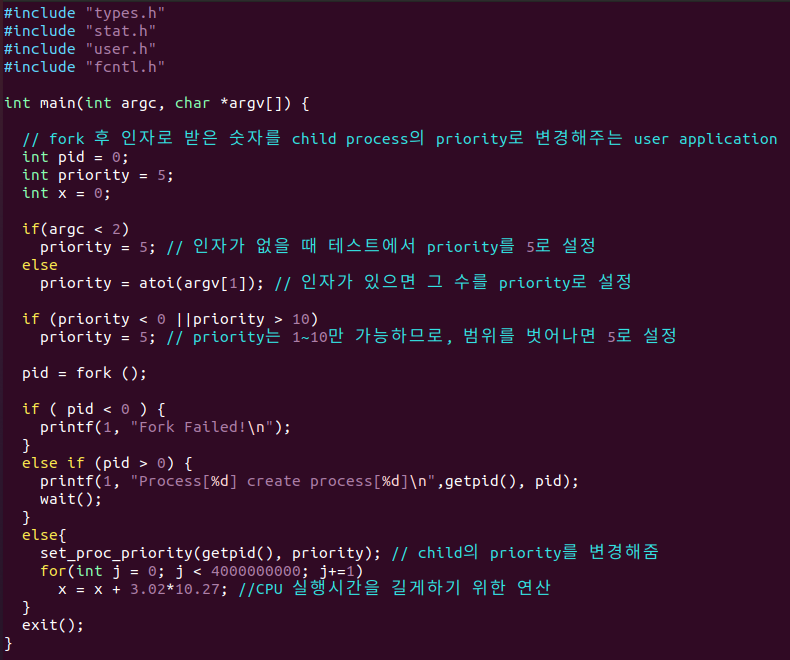 #include "types.h"
#include "stat.h"
#include "user.h"
#include "fcntl.h"

int main(int argc, char *argv[]) {

  // fork 후 인자로 받은 숫자를 child process의 priority로 변경해주는 user application
  int pid = 0;
  int priority = 5;
  int x = 0;

  if(argc < 2)
    priority = 5; // 인자가 없을 때 테스트에서 priority를 5로 설정
  else
    priority = atoi(argv[1]); // 인자가 있으면 그 수를 priority로 설정

  if (priority < 0 ||priority > 10)
    priority = 5; // priority는 1~10만 가능하므로, 범위를 벗어나면 5로 설정

  pid = fork ();

  if ( pid < 0 ) {
    printf(1, "Fork Failed!\n");
  }
  else if (pid > 0) {
    printf(1, "Process[%d] create process[%d]\n",getpid(), pid);
    wait();
  }
  else{
    set_proc_priority(getpid(), priority); // child의 priority를 변경해줌
    for(int j = 0; j < 4000000000; j+=1)
      x = x + 3.02*10.27; //CPU 실행시간을 길게하기 위한 연산
  }
  exit();
}